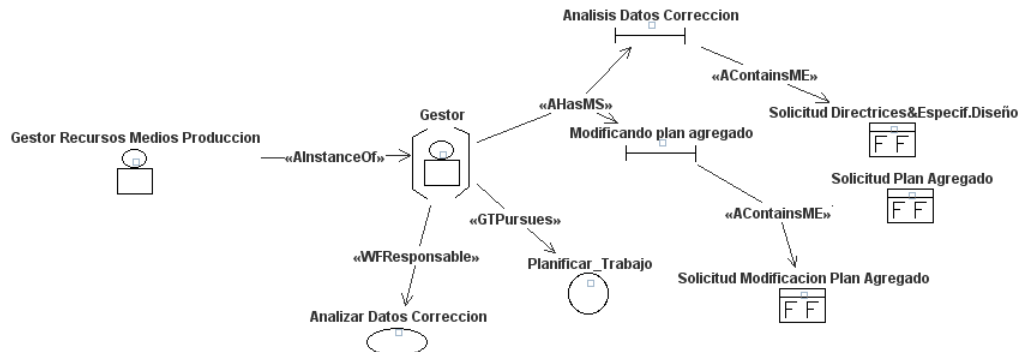 Analisis Datos Correccion
«AContainsME»
Gestor
«AHasMS»
Solicitud Directrices&Especif.Diseño
Gestor Recursos Medios Produccion
Modificando plan agregado
F F
«AInstanceOf»
Solicitud Plan Agregado
F F
«GTPursues»
«AContainsME»
«WFResponsable»
Planificar_Trabajo
Solicitud Modificacion Plan Agregado
F F
Analizar Datos Correccion